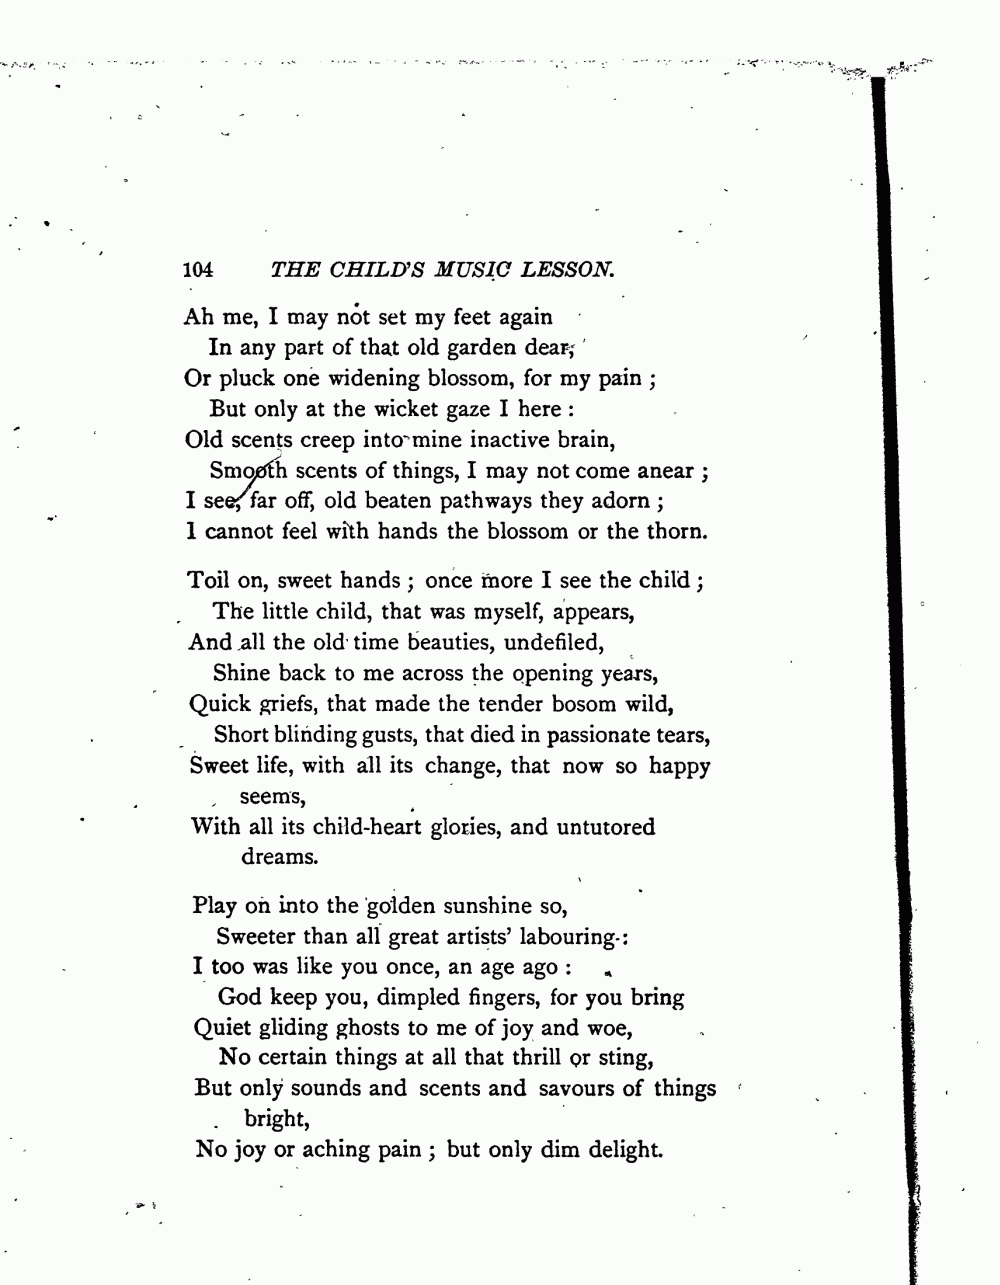 104 THE CHILD'S MUSIC LESSON.
Ah me, I may not set my feet again
In any part of that old garden dear,
Or pluck one widening blossom, for my pain ;
But only at the wicket gaze I here :
Old scents creep into mine inactive brain,
Smooth scents of things, I may not come anear ;
I see, far off, old beaten pathways they adorn ;
I cannot feel with hands the blossom or the thorn.
Toil on, sweet hands ; once more I see the child ;
The little child, that was myself, appears,
And all the old time beauties, undefiled,
Shine back to me across the opening years,
Quick griefs, that made the tender bosom wild,
Short blinding gusts, that died in passionate tears,
Sweet life, with all its change, that now so happy
seems,
With all its child-heart glories, and untutored
dreams.
Play on into the golden sunshine so,
Sweeter than all great artists' labouring :
I too was like you once, an age ago :
God keep you, dimpled fingers, for you bring
Quiet gliding ghosts to me of joy and woe,
No certain things at all that thrill or sting,
But only sounds and scents and savours of things
bright,
No joy or aching pain ; but only dim delight.